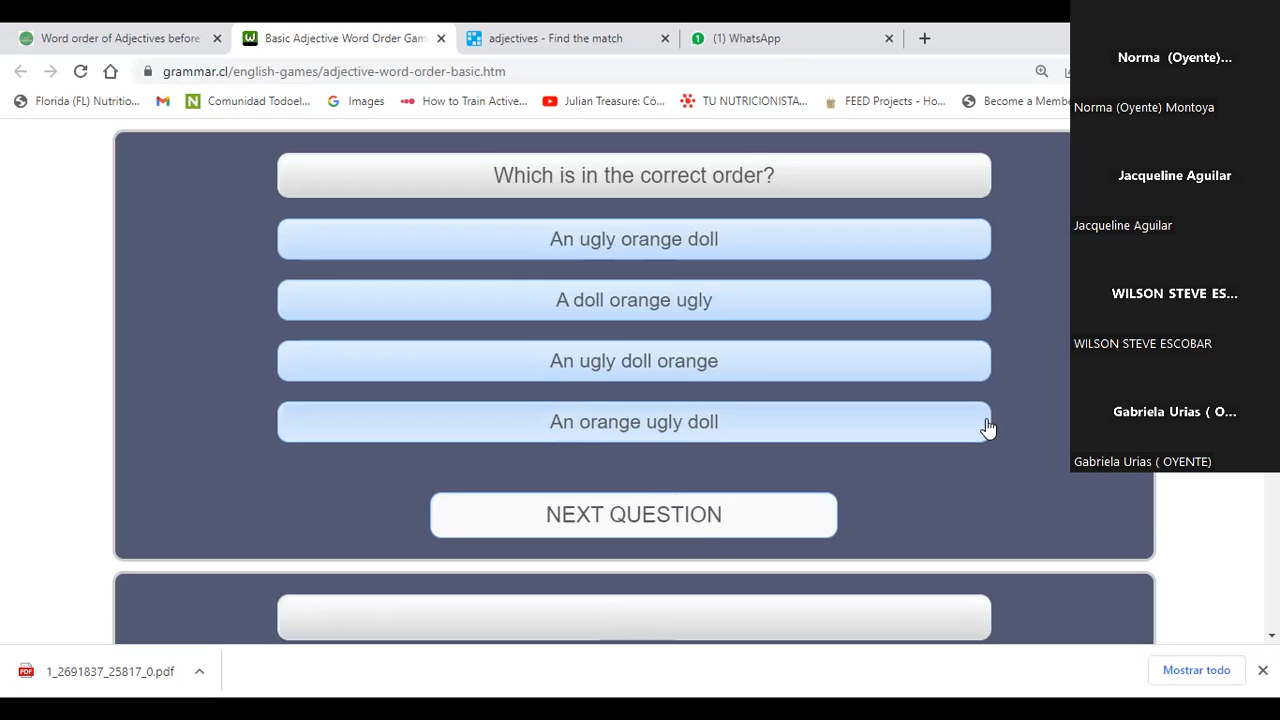 Word order of Adjectives before
Basic Adjective Word Order Gam
adjectives - Find the match
(1) WhatsApp
grammar.cl/english-games/adjective-word-order-basic.htm
Florida (FL) Nutritio...
Comunidad Todoel...
Images
How to Train Active...
Julian Treasure: Có...
TU NUTRICIONISTA...
FEED Projects - Ho...
Become a Membe
Which is in the correct order?
An ugly orange doll
A doll orange ugly
An ugly doll orange
An orange ugly doll
NEXT QUESTION
Norma (Oyente)...
Norma (Oyente) Montoya
Jacqueline Aguilar
Jacqueline Aguilar
WILSON STEVE ES...
WILSON STEVE ESCOBAR
Gabriela Urias ( O...
Gabriela Urias ( OYENTE)
1_2691837_25817_0.pdf
Mostrar todo